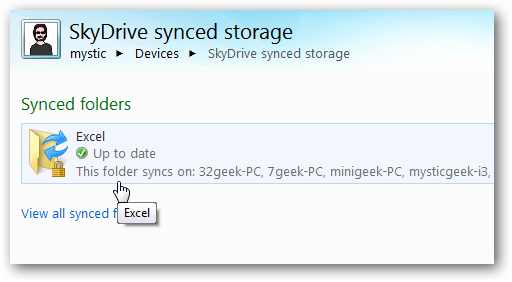 SkyDrive synced storage
mystic ▸ Devices ▸ SkyDrive synced storage
Synced folders
Excel
Up to date
This folder syncs on: 32geek-PC, 7geek-PC, minigeek-PC, mysticgeek-i3,
View all synced f
Excel